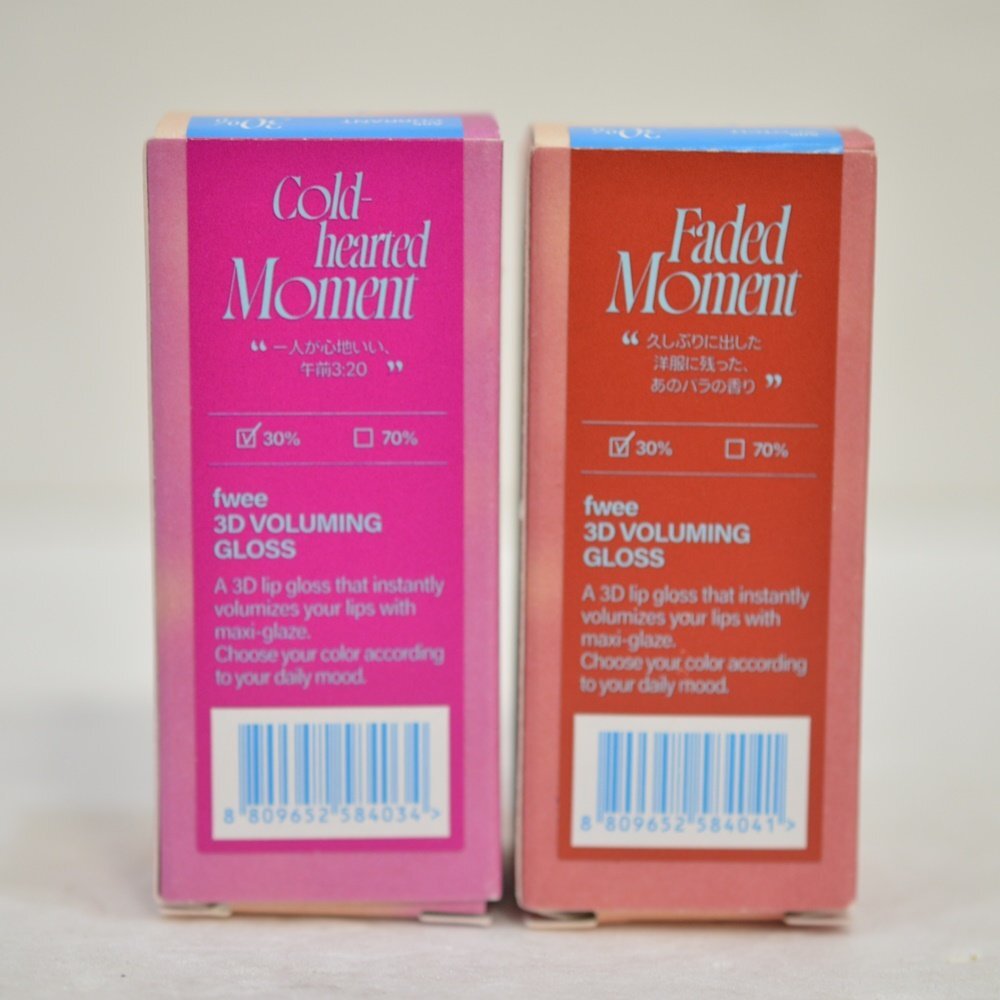 Cold-
hearted
Moment
“ 一人が心地いい、
午前3:20 ”
30%
70%
fwee
3D VOLUMING
GLOSS
A 3D lip gloss that instantly
volumizes your lips with
maxi-glaze.
Choose your color according
to your daily mood.
8 809652 584034 >
30%
Faded
Moment
“ 久しぶりに出した
洋服に残った、
あのバラの香り ”
30%
70%
fwee
3D VOLUMING
GLOSS
A 3D lip gloss that instantly
volumizes your lips with
maxi-glaze.
Choose your color according
to your daily mood.
8 809652 584041 >